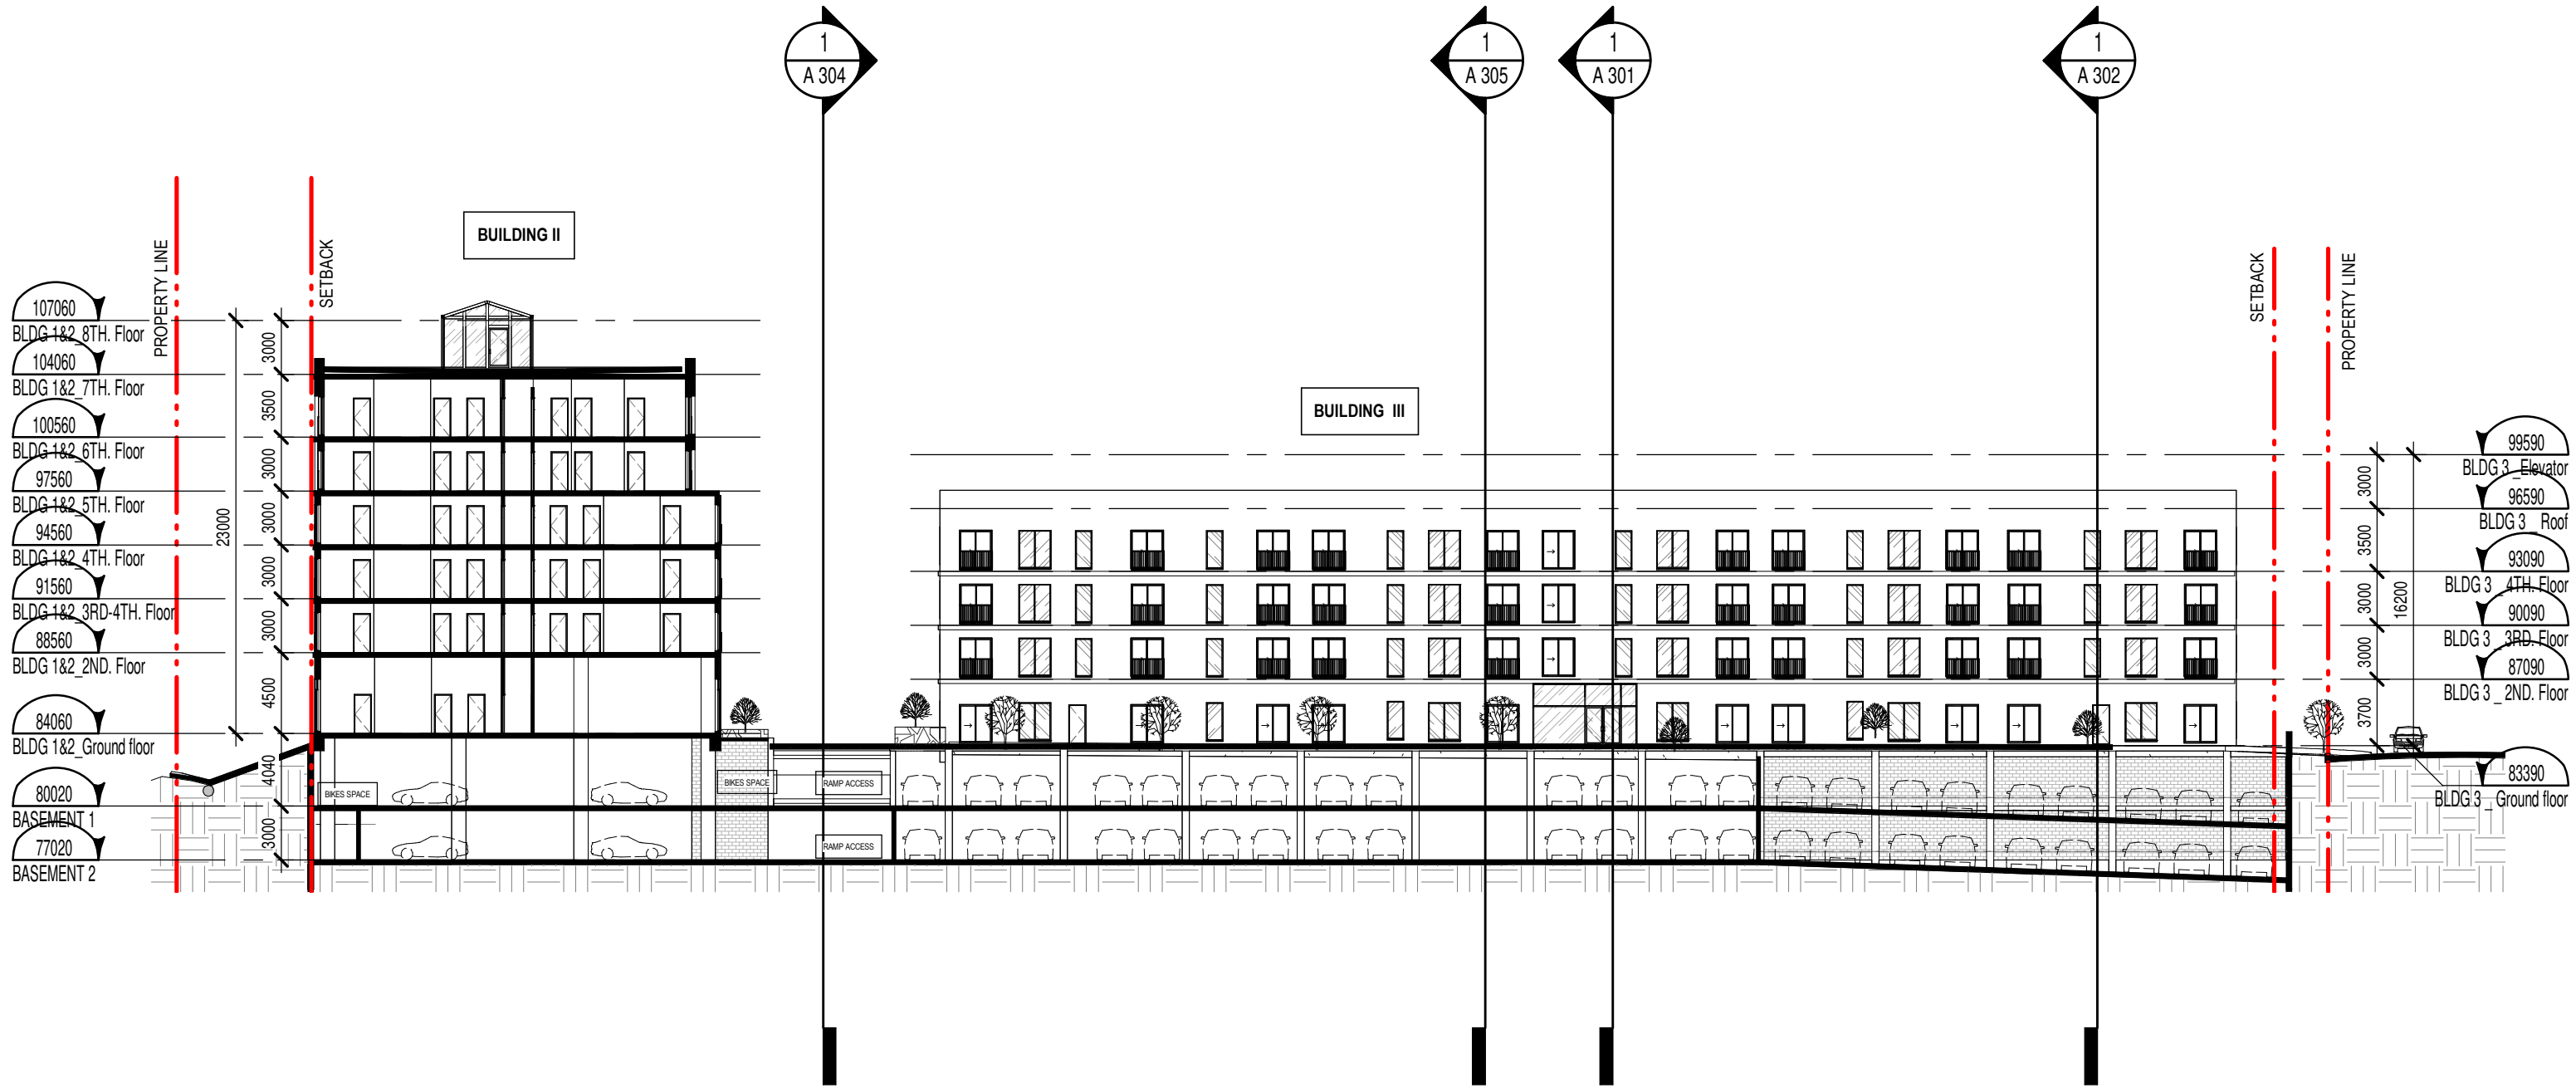 1
A 304
1
A 305
1
A 301
1
A 302
BUILDING II
BUILDING III
PROPERTY LINE
SETBACK
SETBACK
PROPERTY LINE
107060
BLDG 1&2_8TH. Floor
104060
BLDG 1&2_7TH. Floor
100560
BLDG 1&2_6TH. Floor
97560
BLDG 1&2_5TH. Floor
94560
BLDG 1&2_4TH. Floor
91560
BLDG 1&2_3RD-4TH. Floor
88560
BLDG 1&2_2ND. Floor
84060
BLDG 1&2_Ground floor
80020
BASEMENT 1
77020
BASEMENT 2
23000
3000
3500
3000
3000
3000
3000
4500
4040
3000
BIKES SPACE
BIKES SPACE
RAMP ACCESS
RAMP ACCESS
3000
3500
3000
3000
3700
16200
99590
BLDG 3 _Elevator
96590
BLDG 3 _ Roof
93090
BLDG 3 _ 4TH. Floor
90090
BLDG 3 _ 3RD. Floor
87090
BLDG 3 _ 2ND. Floor
83390
BLDG 3 _ Ground floor